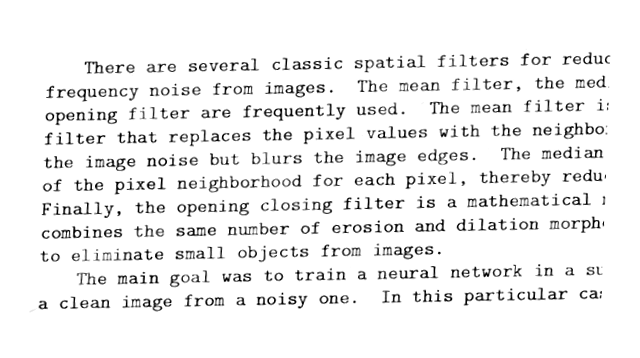 There are several classic spatial filters for reduc
frequency noise from images. The mean filter, the med
opening filter are frequently used. The mean filter is
filter that replaces the pixel values with the neighbo
the image noise but blurs the image edges. The median
of the pixel neighborhood for each pixel, thereby redu
Finally, the opening closing filter is a mathematical
combines the same number of erosion and dilation morph
to eliminate small objects from images.
The main goal was to train a neural network in a su
a clean image from a noisy one. In this particular cas